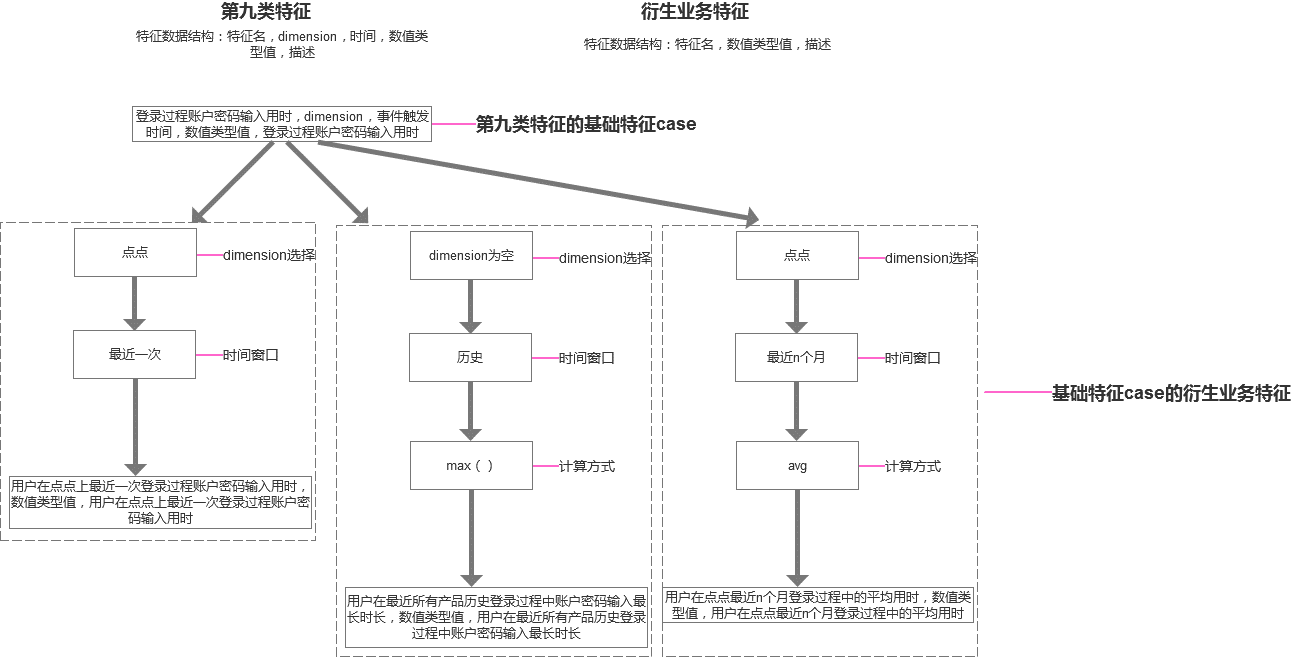 第九类特征
衍生业务特征
特征数据结构：特征名，dimension，时间，数值类
型值，描述
特征数据结构：特征名，数值类型值，描述
登录过程账户密码输入用时，dimension，事件触发
时间，数值类型值，登录过程账户密码输入用时
第九类特征的基础特征case
点点
dimension选择
最近一次
时间窗口
用户在点点上最近一次登录过程账户密码输入用时，
数值类型值，用户在点点上最近一次登录过程账户密
码输入用时
dimension为空
dimension选择
历史
时间窗口
max（ ）
计算方式
用户在最近所有产品历史登录过程中账户密码输入最
长时长，数值类型值，用户在最近所有产品历史登录
过程中账户密码输入最长时长
点点
dimension选择
最近n个月
时间窗口
avg
计算方式
用户在点点最近n个月登录过程中的平均用时，数值类
型值，用户在点点最近n个月登录过程中的平均用时
基础特征case的衍生业务特征